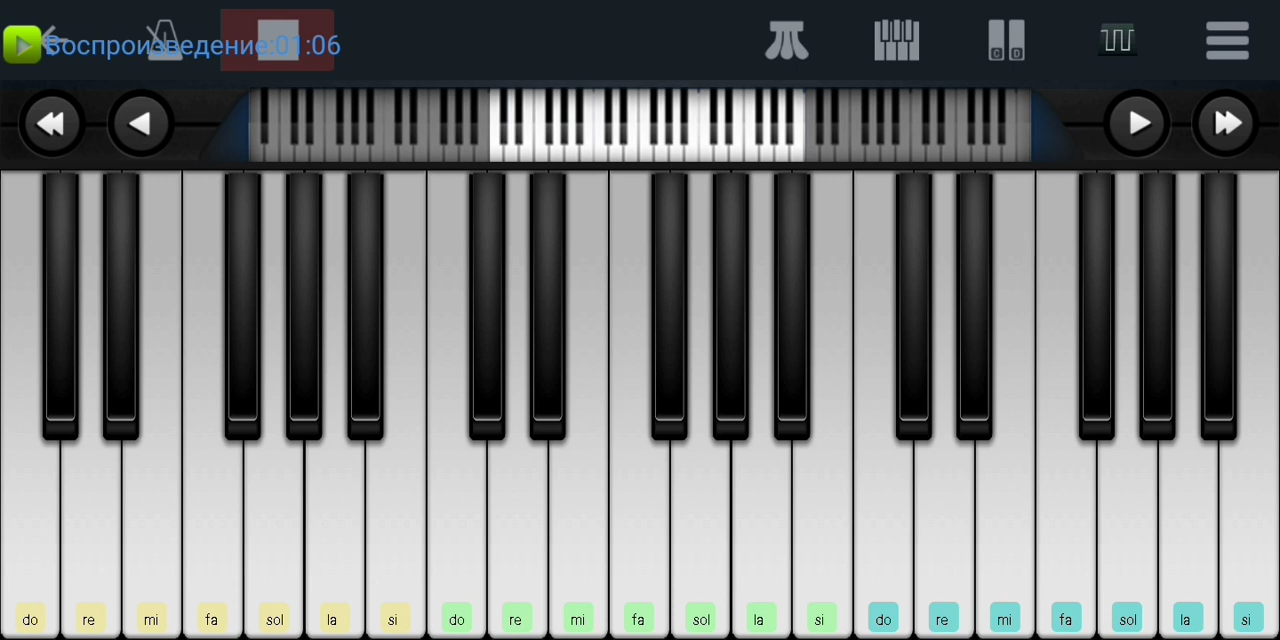 Воспроизведение:01:06
C D
do re mi fa sol la si do re mi fa sol la si do re mi fa sol la si